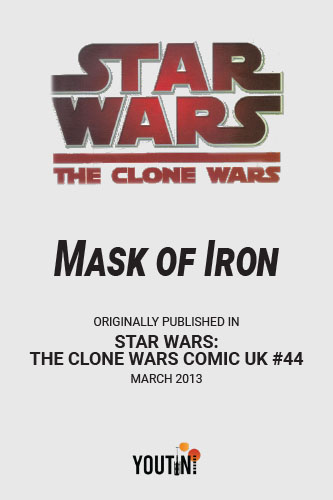 STAR
WARS
THE CLONE WARS
MASK OF IRON
ORIGINALLY PUBLISHED IN
STAR WARS:
THE CLONE WARS COMIC UK #44
MARCH 2013
YOUTINI